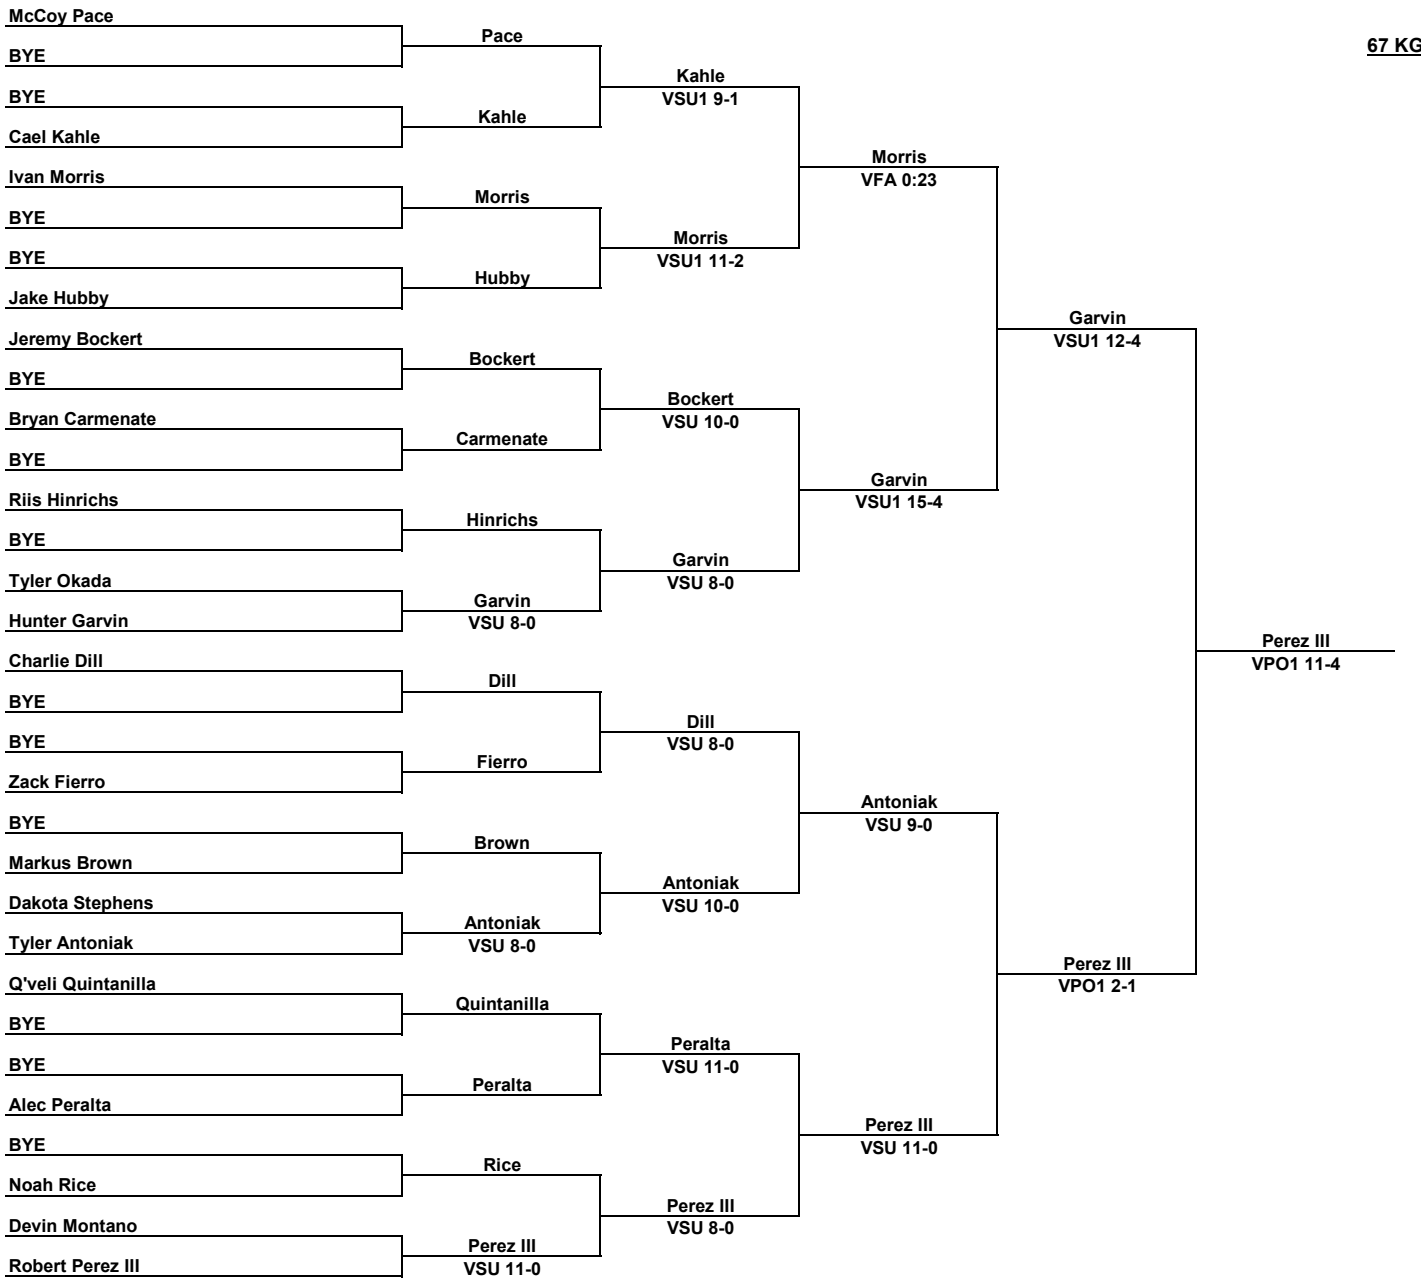 67 KG
McCoy Pace
BYE
BYE
Cael Kahle
Ivan Morris
BYE
BYE
Jake Hubby
Jeremy Bockert
BYE
Bryan Carmenate
BYE
Riis Hinrichs
BYE
Tyler Okada
Hunter Garvin
Charlie Dill
BYE
BYE
Zack Fierro
BYE
Markus Brown
Dakota Stephens
Tyler Antoniak
Q'veli Quintanilla
BYE
BYE
Alec Peralta
BYE
Noah Rice
Devin Montano
Robert Perez III
Pace
Kahle
Morris
Hubby
Bockert
Carmenate
Hinrichs
Garvin
VSU 8-0
Dill
Fierro
Brown
Antoniak
VSU 8-0
Quintanilla
Peralta
Rice
Perez III
VSU 11-0
Kahle
VSU1 9-1
Morris
VSU1 11-2
Bockert
VSU 10-0
Garvin
VSU 8-0
Dill
VSU 8-0
Antoniak
VSU 10-0
Peralta
VSU 11-0
Perez III
VSU 8-0
Morris
VFA 0:23
Garvin
VSU1 15-4
Antoniak
VSU 9-0
Perez III
VSU 11-0
Garvin
VSU1 12-4
Perez III
VPO1 2-1
Perez III
VPO1 11-4